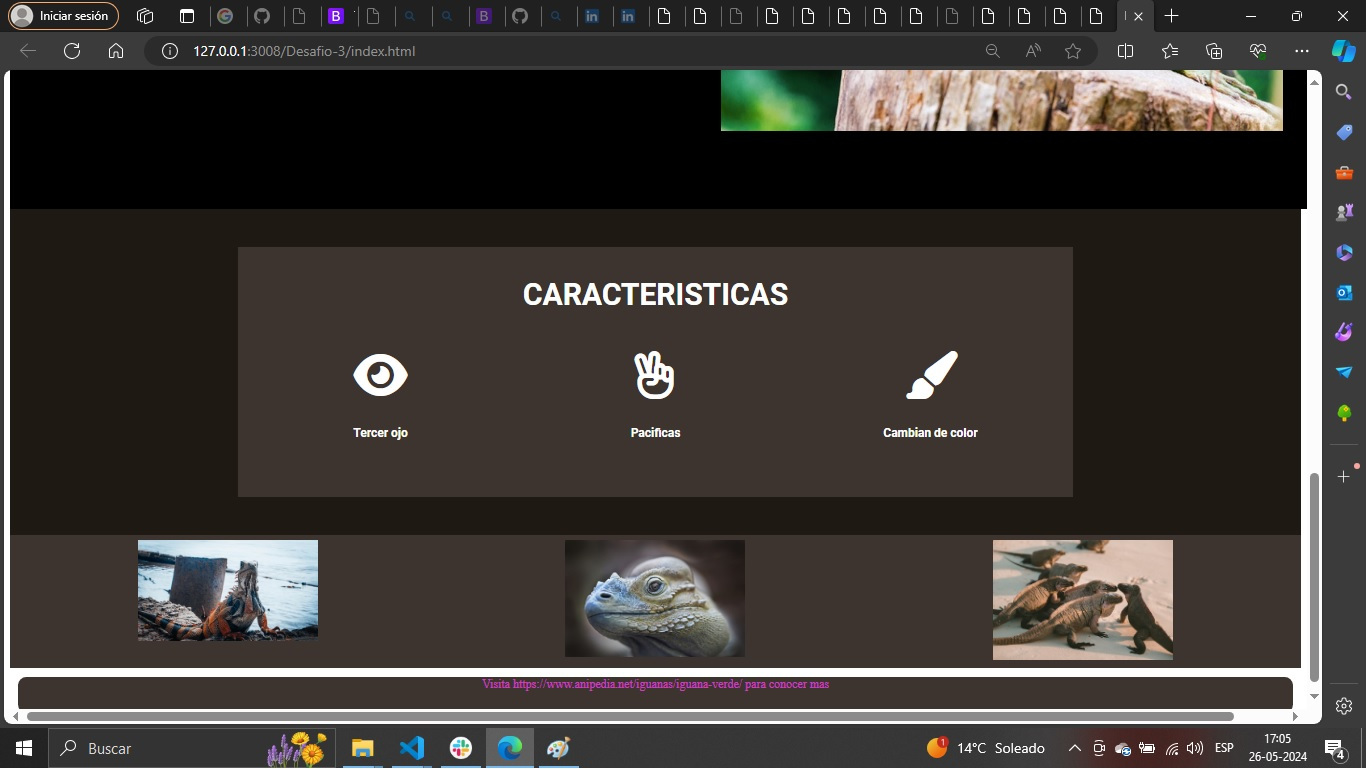 Iniciar sesión
127.0.0.1:3008/Desafio-3/index.html
CARACTERISTICAS
Tercer ojo
Pacificas
Cambian de color
Visita https://www.anipedia.net/iguanas/iguana-verde/ para conocer mas
Buscar
1
14°C Soleado
ESP
17:05
26-05-2024
4